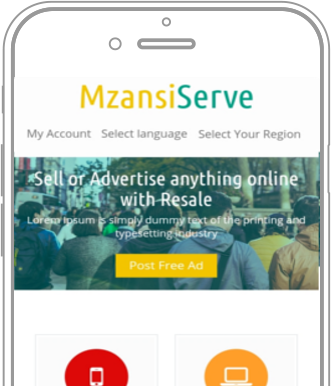 MzansiServe
My Account Select language Select Your Region
Sell or Advertise anything online
with Resale
Lorem Ipsum is simply dummy text of the printing and
typesetting industry
Post Free Ad